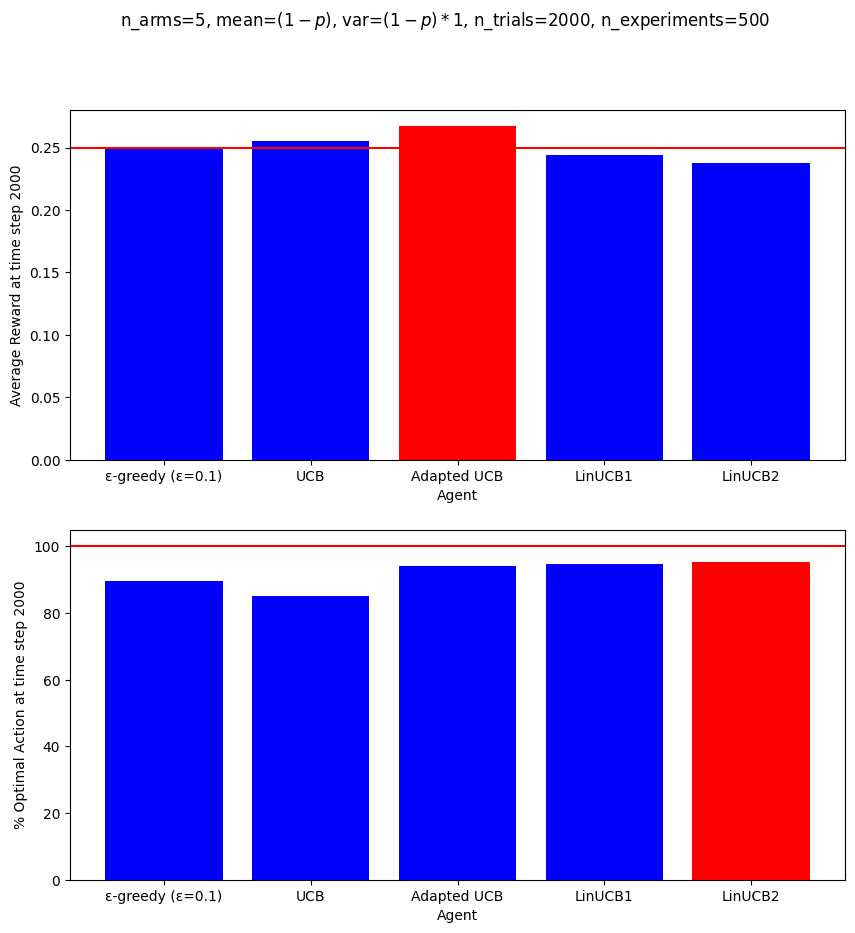 n_arms=5, mean=(1 − p), var=(1 − p) * 1, n_trials=2000, n_experiments=500
Average Reward at time step 2000
0.25
0.20
0.15
0.10
0.05
0.00
ε-greedy (ε=0.1) UCB Adapted UCB LinUCB1 LinUCB2
Agent
% Optimal Action at time step 2000
100
80
60
40
20
0
ε-greedy (ε=0.1) UCB Adapted UCB LinUCB1 LinUCB2
Agent